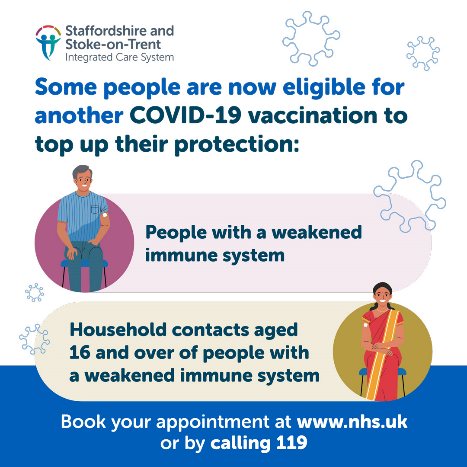 Staffordshire and
Stoke-on-Trent
Integrated Care System
Some people are now eligible for
another COVID-19 vaccination to
top up their protection:
People with a weakened
immune system
Household contacts aged
16 and over of people with
a weakened immune system
Book your appointment at www.nhs.uk
or by calling 119